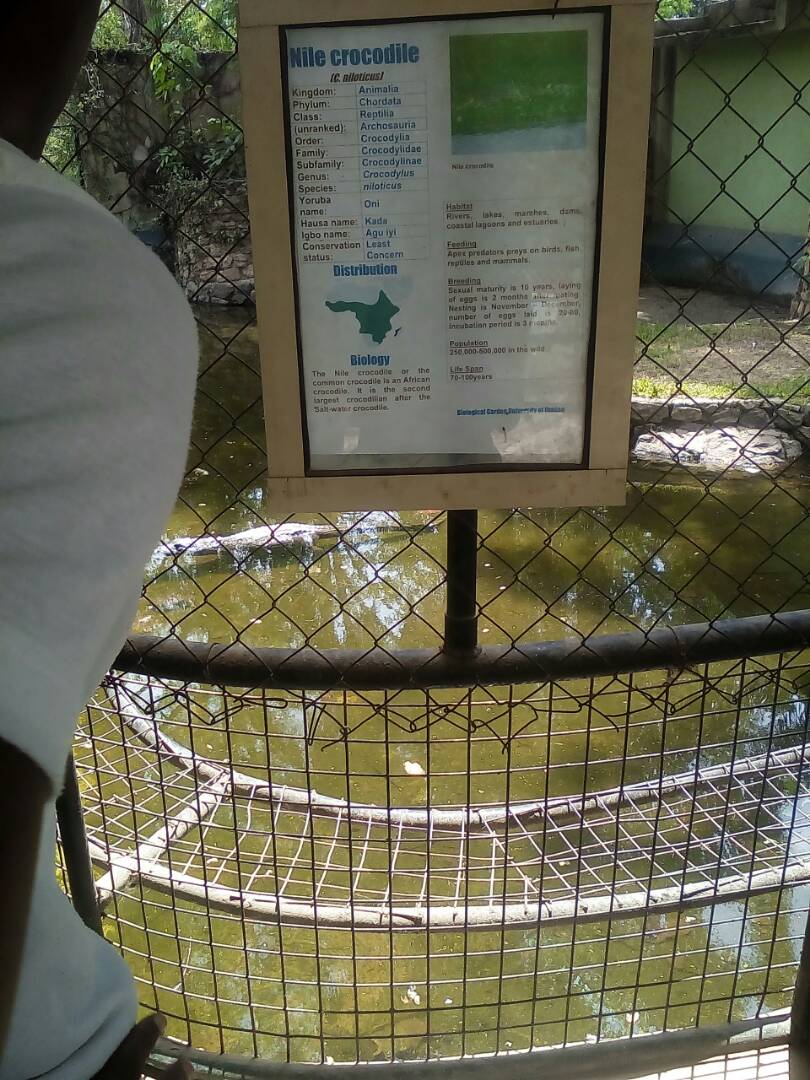 Nile crocodile
(C. niloticus)
Kingdom: Animalia
Phylum: Chordata
Class: Reptilia
(unranked): Archosauria
Order: Crocodylia
Family: Crocodylidae
Subfamily: Crocodylinae
Genus: Crocodylus
Species: niloticus
Yoruba name: Oni
Hausa name: Kada
Igbo name: Agu iyi
Conservation status: Least Concern
Distribution
Biology
The Nile crocodile or the
common crocodile is an African
crocodile. It is the second
largest crocodilian after the
Salt-water crocodile.
Nile crocodile
Habitat
Rivers, lakes, marshes, dams,
coastal lagoons and estuaries
Feeding
Apex predators preys on birds, fish
reptiles and mammals.
Breeding
Sexual maturity is 10 years, laying
of eggs is 2 months after
Nesting is November – December,
number of eggs laid is 20-80,
incubation period is 3 months.
Population
250,000-500,000 in the wild
Life Span
70-100years
Biological Garden, University of Ibadan